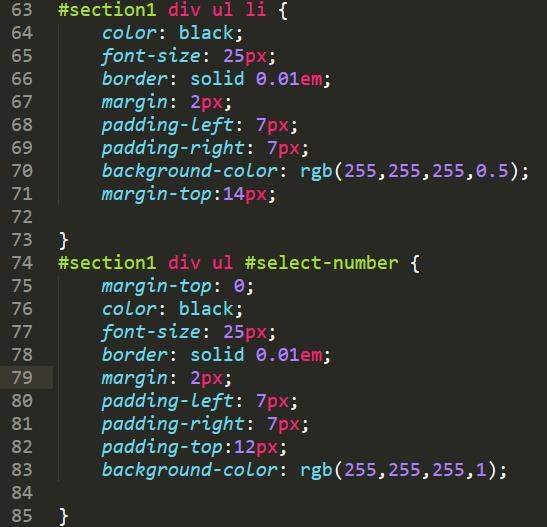 63 #section1 div ul li {
64     color: black;
65     font-size: 25px;
66     border: solid 0.01em;
67     margin: 2px;
68     padding-left: 7px;
69     padding-right: 7px;
70     background-color: rgb(255,255,255,0.5);
71     margin-top:14px;
72
73 }
74 #section1 div ul #select-number {
75     margin-top: 0;
76     color: black;
77     font-size: 25px;
78     border: solid 0.01em;
79     margin: 2px;
80     padding-left: 7px;
81     padding-right: 7px;
82     padding-top:12px;
83     background-color: rgb(255,255,255,1);
84
85 }